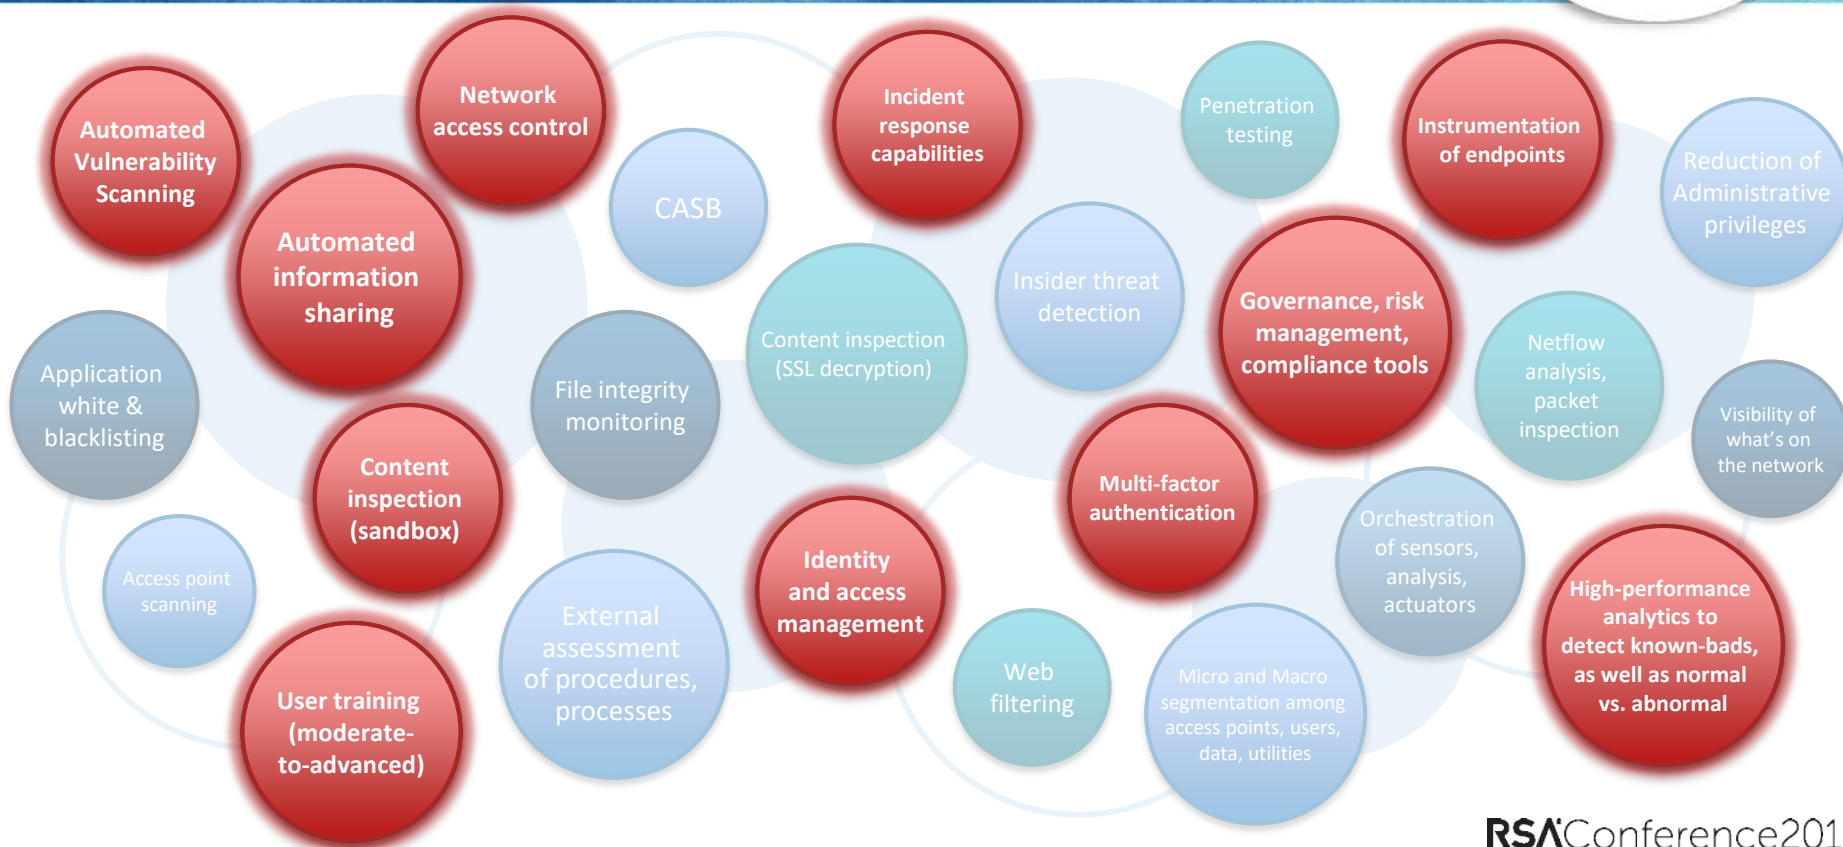 Automated
Vulnerability
Scanning
Network
access control
Automated
information
sharing
CASB
Incident
response
capabilities
Penetration
testing
Instrumentation
of endpoints
Reduction of
Administrative
privileges
Application
white &
blacklisting
File integrity
monitoring
Content inspection
(SSL decryption)
Insider threat
detection
Governance, risk
management,
compliance tools
Netflow
analysis,
packet
inspection
Visibility of
what's on
the network
Content
inspection
(sandbox)
Multi-factor
authentication
Orchestration
of sensors,
analysis,
actuators
Access point
scanning
External
assessment
of procedures,
processes
Identity
and access
management
High-performance
analytics to
detect known-bads,
as well as normal
vs. abnormal
User training
(moderate-
to-advanced)
Web
filtering
Micro and Macro
segmentation among
access points, users,
data, utilities
RSAConference201